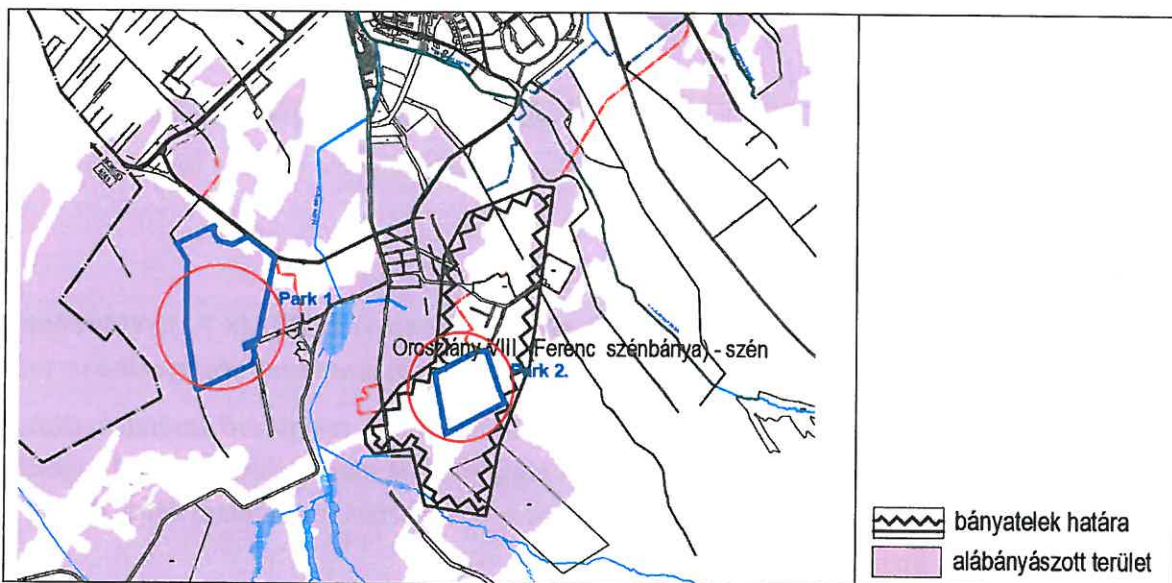 Park 1.
Oroszlány VIII. (Ferenc szénbánya) - szén
Park 2.
bányatelek határa
alábányászott terület